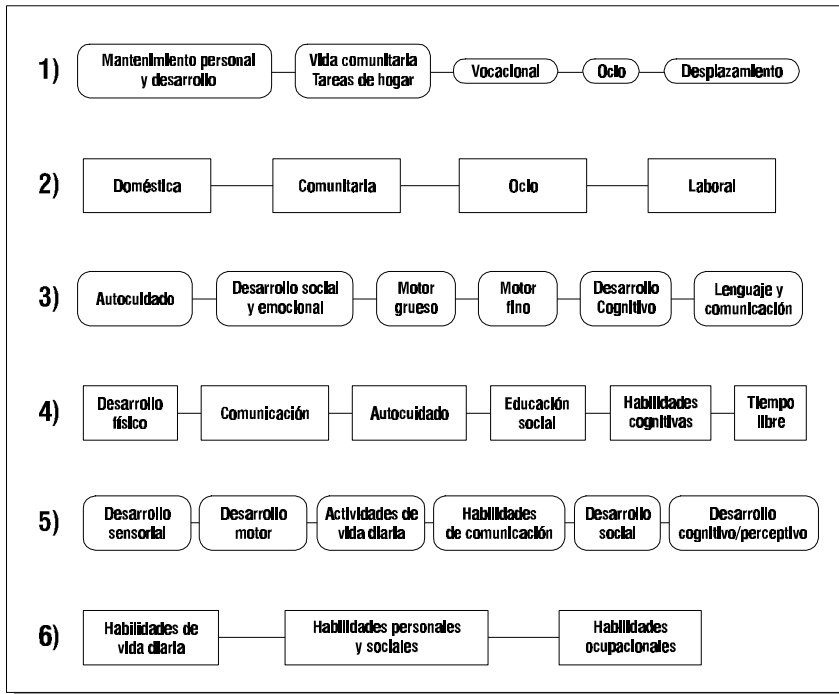 1)
Mantenimiento personal
y desarrollo
Vida comunitaria
Tareas de hogar
Vocacional
Ocio
Desplazamiento
2)
Doméstica
Comunitaria
Ocio
Laboral
3)
Autocuidado
Desarrollo social
y emocional
Motor
grueso
Motor
fino
Desarrollo
Cognitivo
Lenguaje y
comunicación
4)
Desarrollo
físico
Comunicación
Autocuidado
Educación
social
Habilidades
cognitivas
Tiempo
libre
5)
Desarrollo
sensorial
Desarrollo
motor
Actividades de
vida diaria
Habilidades
de comunicación
Desarrollo
social
Desarrollo
cognitivo/perceptivo
6)
Habilidades de
vida diaria
Habilidades personales
y sociales
Habilidades
ocupacionales